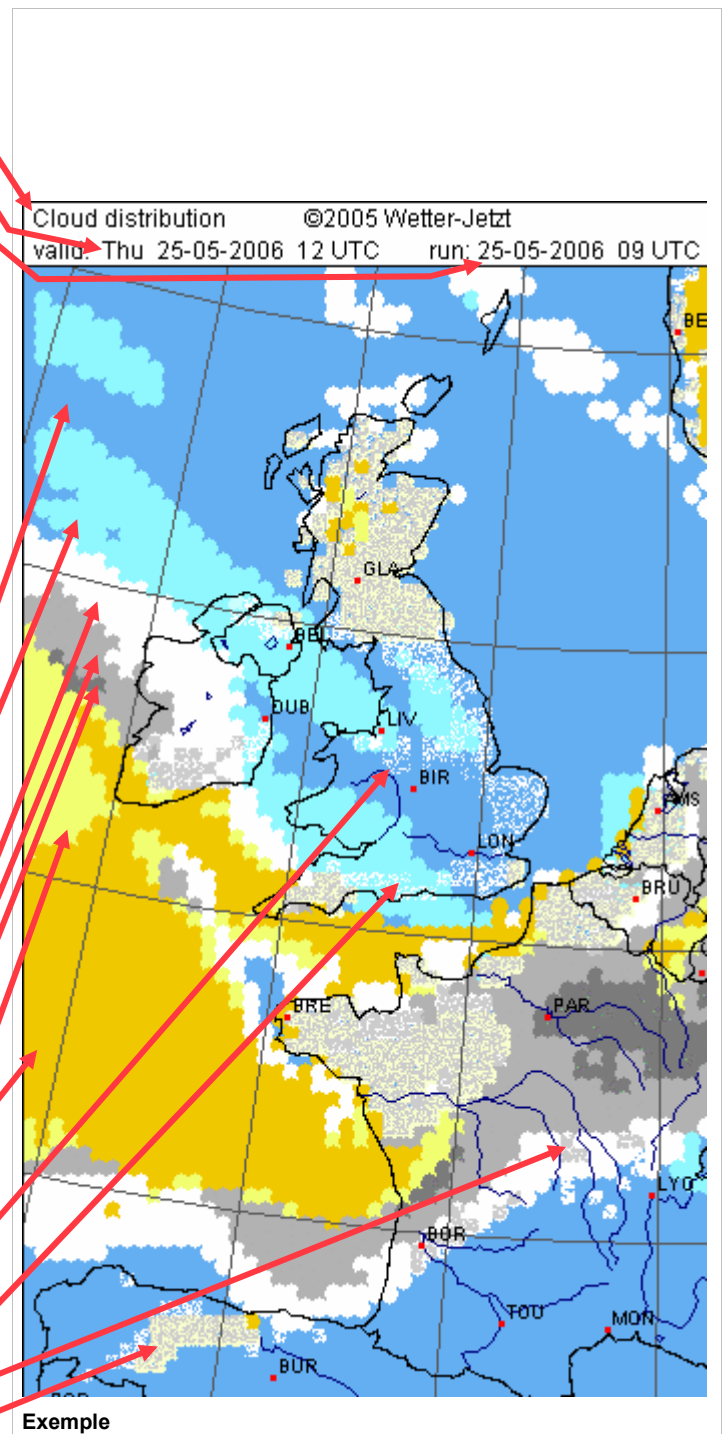 Cloud distribution ©2005 Wetter-Jetzt
valid: Thu 25-05-2006 12 UTC run: 25-05-2006 09 UTC
BE
GLA
BEL
DUB
LIV
BIR
AMS
LON
BRU
BRE
PAR
LYO
BOR
TOU
MON
BUR
Exemple